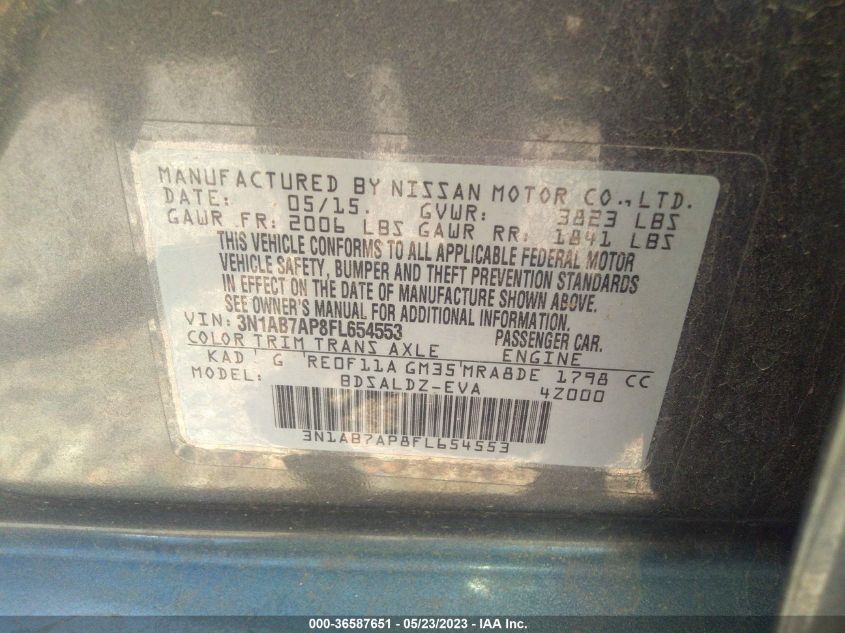 MANUFACTURED BY NISSAN MOTOR CO., LTD.
DATE: 05/15. GVWR: 3823 LBS
GAWR FR: 2006 LBS GAWR RR: 1841 LBS
THIS VEHICLE CONFORMS TO ALL APPLICABLE FEDERAL MOTOR
VEHICLE SAFETY, BUMPER AND THEFT PREVENTION STANDARDS
IN EFFECT ON THE DATE OF MANUFACTURE SHOWN ABOVE.
SEE OWNER'S MANUAL FOR ADDITIONAL INFORMATION.
VIN: 3N1AB7AP8FL654553 PASSENGER CAR.
COLOR TRIM TRANS AXLE ENGINE
KAD ' G ' RE0F11A GM35 ' MRA8DE 1798 CC
MODEL: BDSALDZ-EVA 4Z000
3N1AB7AP8FL654553
000-36587651 — 05/23/2023 — IAA Inc.